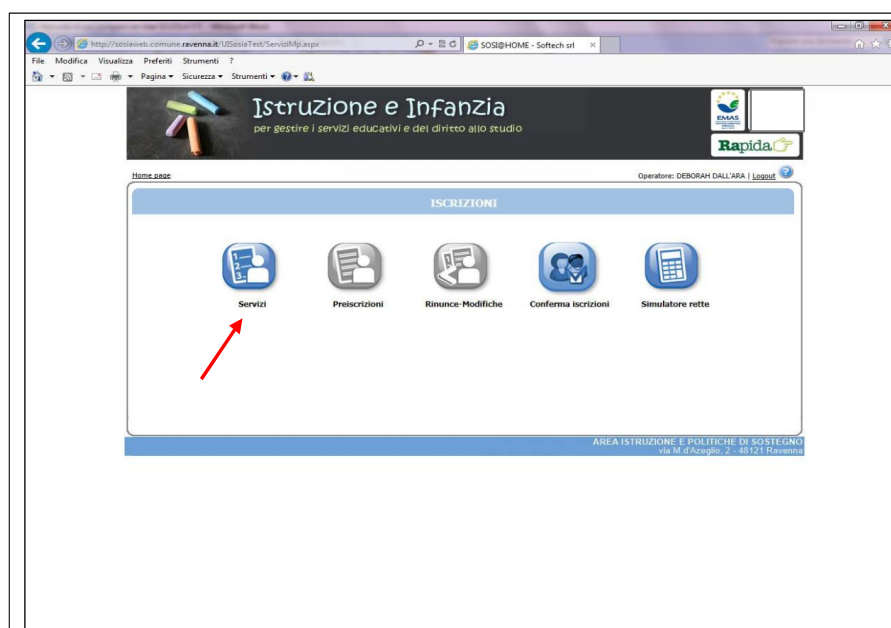 http://sosiaweb.comune.ravenna.it/UISosiaTest/ServiziMp.aspx
SOSI@HOME - Softech srl
File Modifica Visualizza Preferiti Strumenti ?
Pagina Sicurezza Strumenti
Istruzione e Infanzia
per gestire i servizi educativi e del diritto allo studio
EMAS
Rapida
Home page
Operatore: DEBORAH DALL'ARA | Logout
ISCRIZIONI
1
2
3
Servizi
Preiscrizioni
Rinunce-Modifiche
Conferma iscrizioni
Simulatore rette
AREA ISTRUZIONE E POLITICHE DI SOSTEGNO
via M.d'Azeglio, 2 - 48121 Ravenna